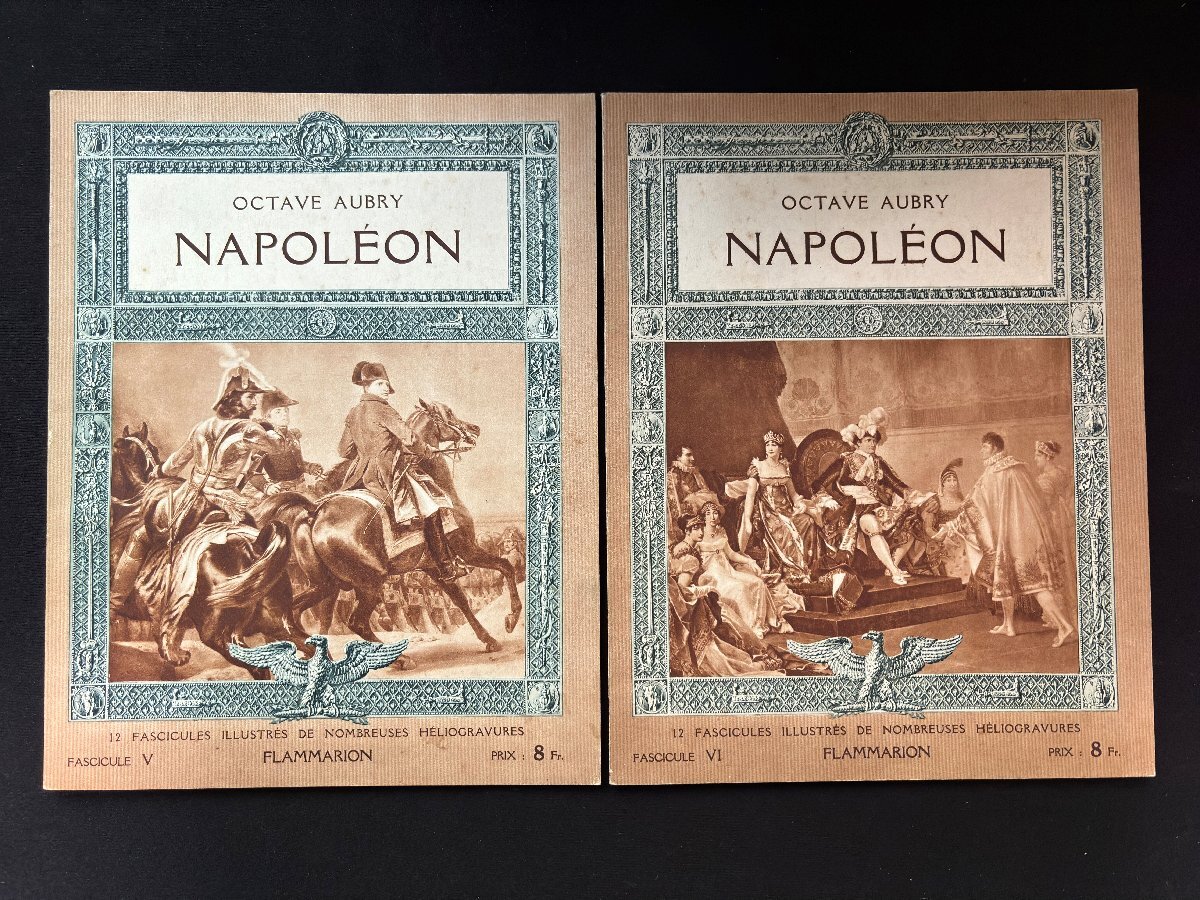 OCTAVE AUBRY
NAPOLÉON
12 FASCICULES ILLUSTRÉS DE NOMBREUSES HÉLIOGRAVURES
FASCICULE V FLAMMARION PRIX : 8 Fr.
OCTAVE AUBRY
NAPOLÉON
12 FASCICULES ILLUSTRÉS DE NOMBREUSES HÉLIOGRAVURES
FASCICULE VI FLAMMARION PRIX : 8 Fr.